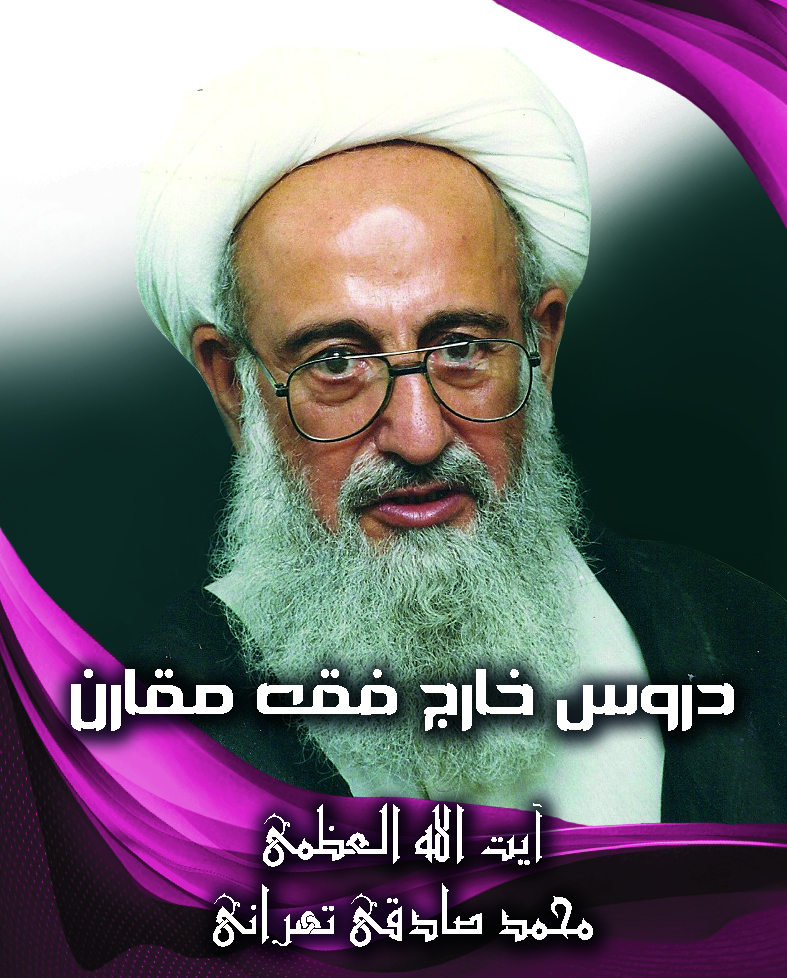 دروس خارج فقه مقارن
آیت الله العظمی
محمد صادقی تهرانی